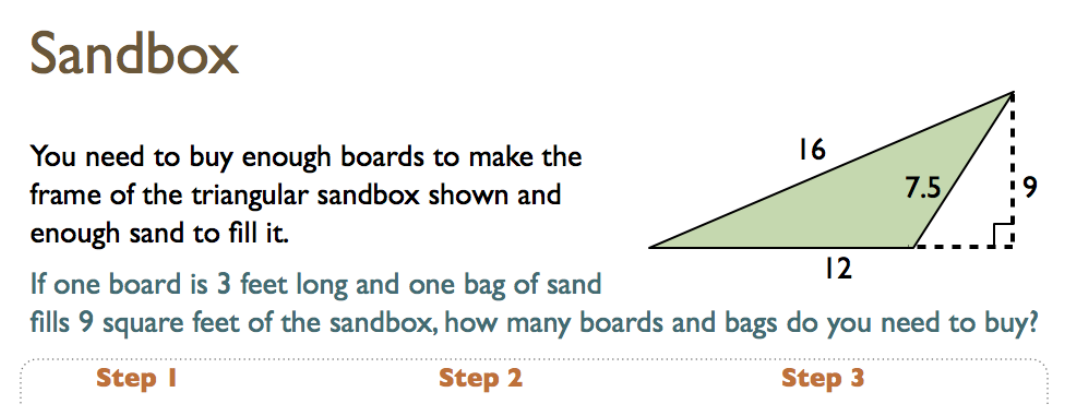 Sandbox
You need to buy enough boards to make the
frame of the triangular sandbox shown and
enough sand to fill it.
If one board is 3 feet long and one bag of sand
fills 9 square feet of the sandbox, how many boards and bags do you need to buy?
16
7.5
9
12
Step 1
Step 2
Step 3